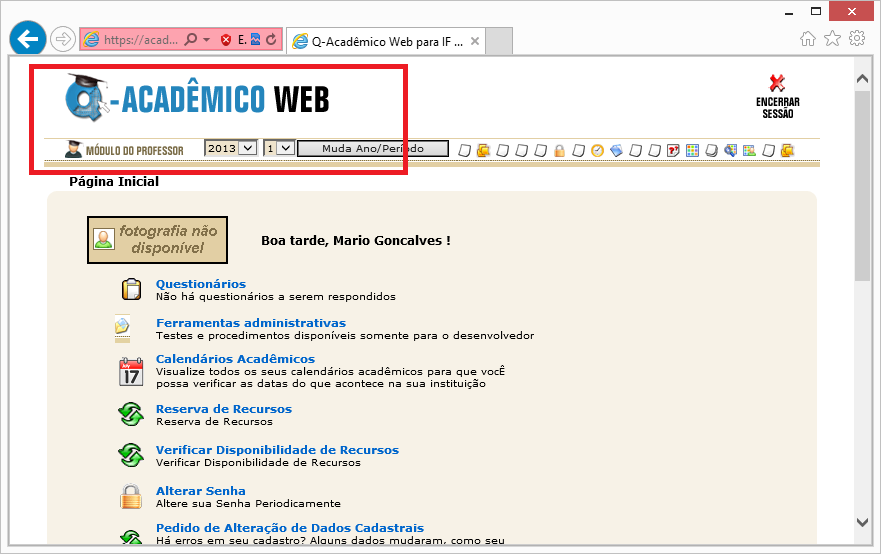 https://acad...
E.
Q-Acadêmico Web para IF ...
Q-ACADÊMICO WEB
ENCERRAR
SESSÃO
MÓDULO DO PROFESSOR 2013 1 Muda Ano/Período
Página Inicial
fotografia não
disponível
Boa tarde, Mario Goncalves !
Questionários
Não há questionários a serem respondidos
Ferramentas administrativas
Testes e procedimentos disponíveis somente para o desenvolvedor
17
Calendários Acadêmicos
Visualize todos os seus calendários acadêmicos para que vocÊ
possa verificar as datas do que acontece na sua instituição
Reserva de Recursos
Reserva de Recursos
Verificar Disponibilidade de Recursos
Verificar Disponibilidade de Recursos
Alterar Senha
Altere sua Senha Periodicamente
Pedido de Alteração de Dados Cadastrais
Há erros em seu cadastro? Alguns dados mudaram, como seu